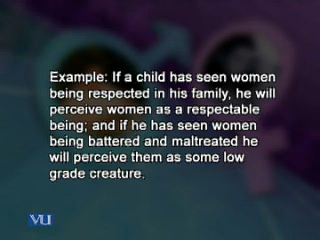 Example: If a child has seen women
being respected in his family, he will
perceive women as a respectable
being; and if he has seen women
being battered and maltreated he
will perceive them as some low
grade creature.
VU